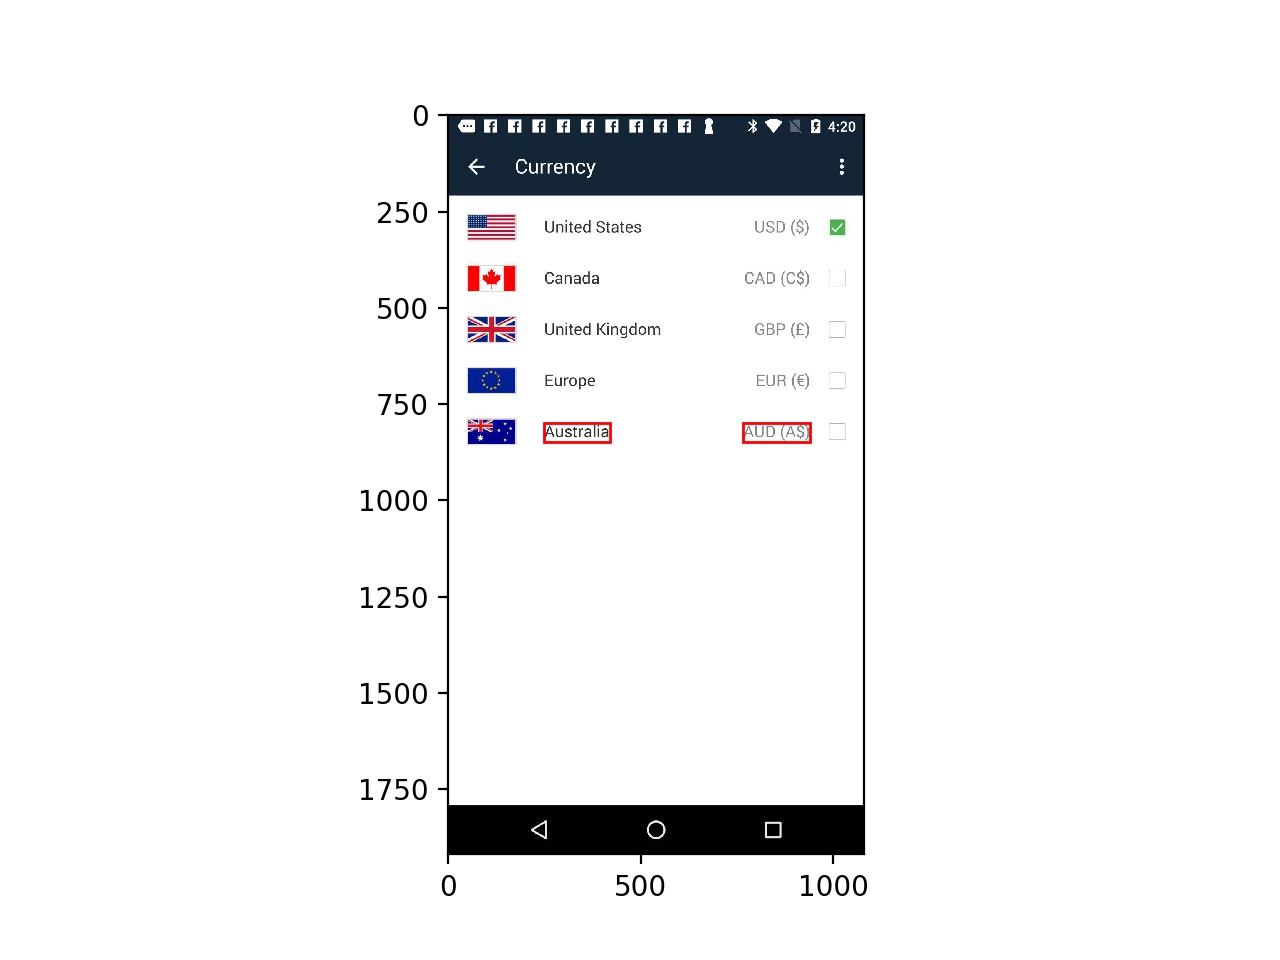 0
4:20
Currency
250
United States USD ($)
Canada CAD (C$)
500
United Kingdom GBP (£)
Europe EUR (€)
750
Australia AUD (A$)
1000
1250
1500
1750
0 500 1000